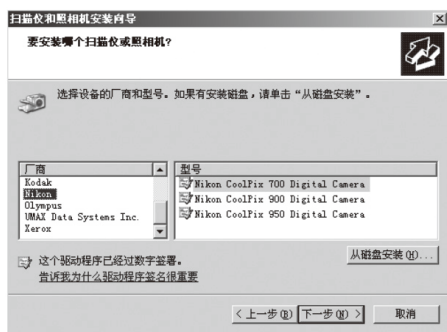 扫描仪和照相机安装向导
要安装哪个扫描仪或照相机?
选择设备的厂商和型号。如果有安装磁盘，请单击“从磁盘安装”。
厂商
Kodak
Nikon
Olympus
UMAX Data Systems Inc.
Xerox
型号
Nikon CoolPix 700 Digital Camera
Nikon CoolPix 900 Digital Camera
Nikon CoolPix 950 Digital Camera
这个驱动程序已经过数字签署。
告诉我为什么驱动程序签名很重要
从磁盘安装(H)...
< 上一步(B)
下一步(N) >
取消